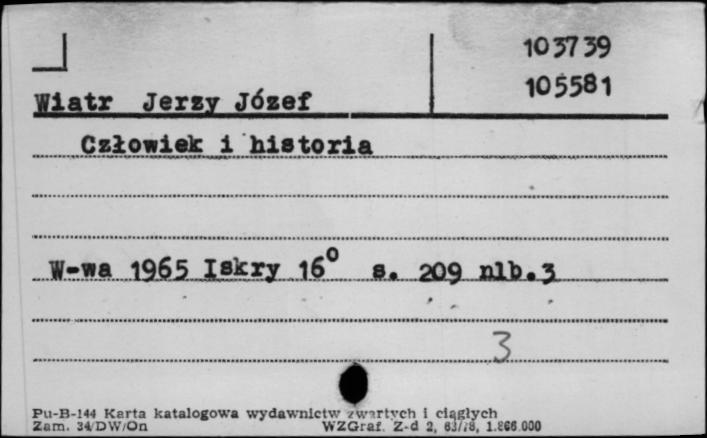 103739
105581
Wiatr Jerzy Józef
Człowiek i historia
W-wa 1965 Iskry 16° s. 209 nlb.3
3
Pu-B-144 Karta katalogowa wydawnictw zwartych i ciągłych
Zam. 34/DW/On WZGraf. Z-d 2, 63/78, 1.866.000